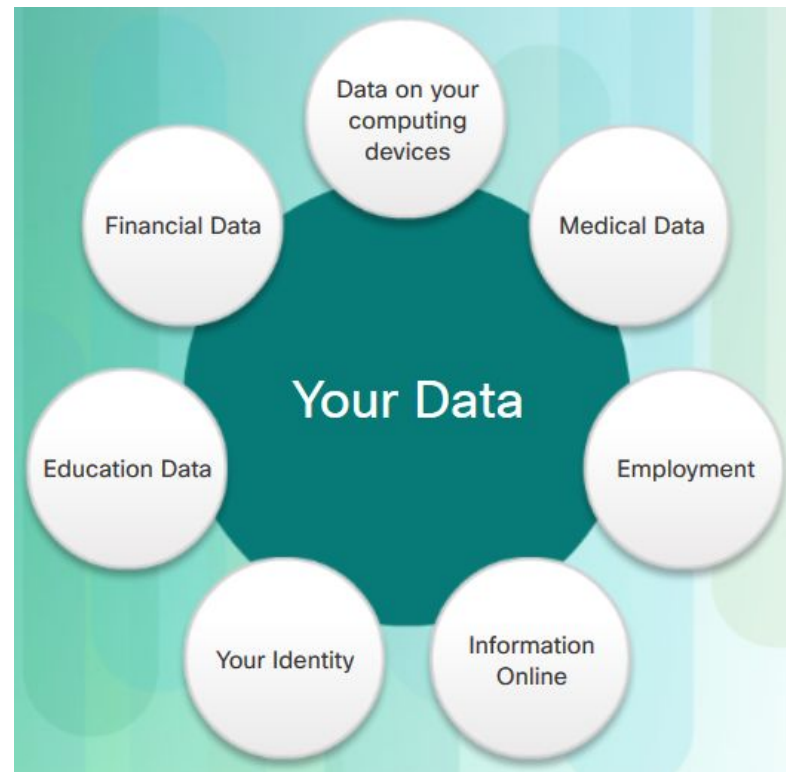 Data on your
computing
devices
Financial Data
Medical Data
Your Data
Education Data
Employment
Your Identity
Information
Online